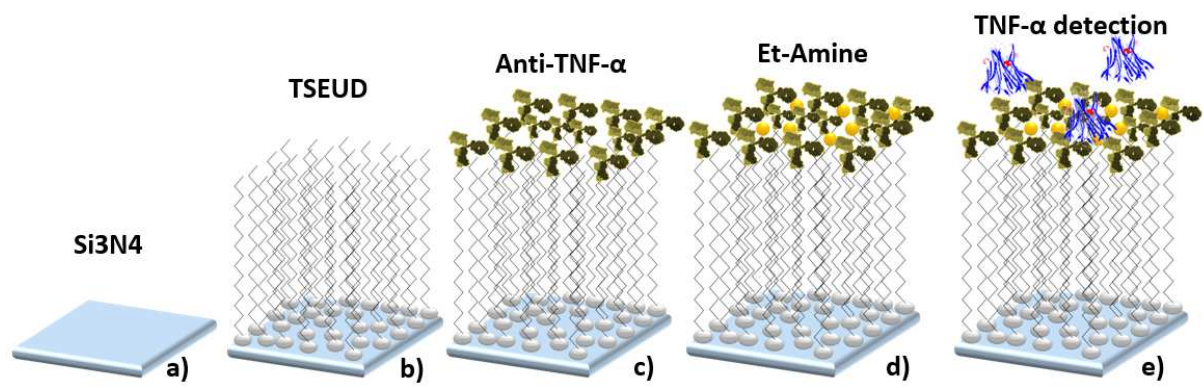 Si3N4
a)
TSEUD
b)
Anti-TNF-α
c)
Et-Amine
d)
TNF-α detection
e)